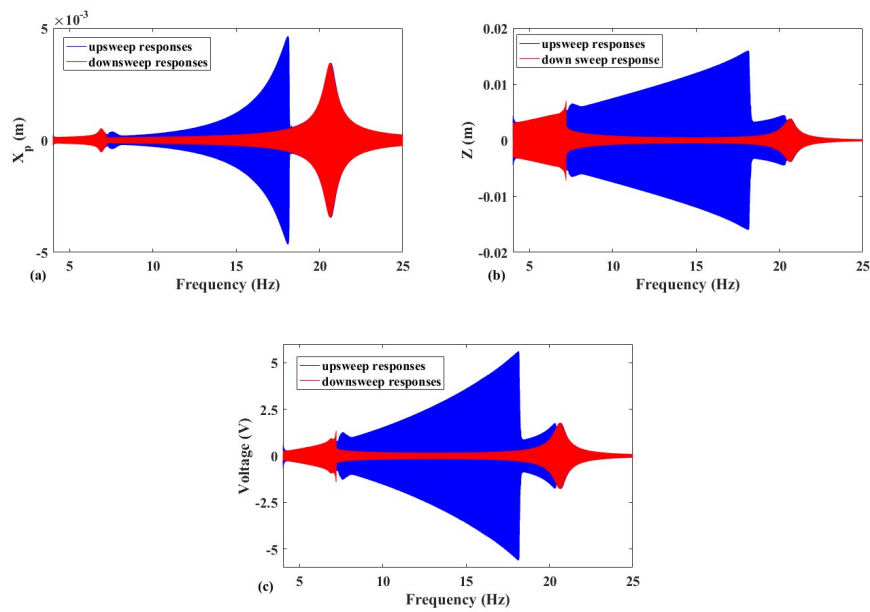 ×10⁻³
5
0
-5
X_p (m)
upsweep responses
downsweep responses
5 10 15 20 25
(a)
Frequency (Hz)
0.02
0.01
0
-0.01
-0.02
Z (m)
upsweep responses
down sweep response
5 10 15 20 25
(b)
Frequency (Hz)
5
2.5
0
-2.5
-5
Voltage (V)
upsweep responses
downsweep responses
5 10 15 20 25
(c)
Frequency (Hz)